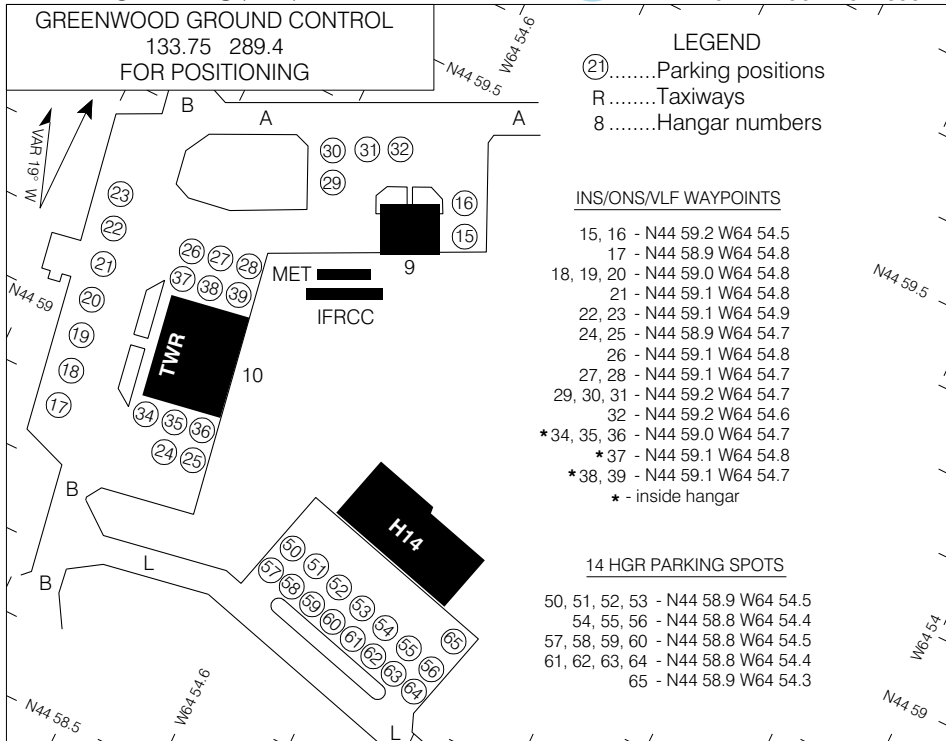 GREENWOOD GROUND CONTROL
133.75 289.4
FOR POSITIONING
W64 54.6
N44 59.5
LEGEND
21........Parking positions
R ........Taxiways
8 ........Hangar numbers
VAR 19° W
B
A
A
30 31 32
29
23
22
21
20
19
18
17
16
15
9
26 27 28
37 38 39
MET
IFRCC
N44 59
TWR
10
34 35 36
24 25
N44 59.5
INS/ONS/VLF WAYPOINTS
15, 16 - N44 59.2 W64 54.5
17 - N44 58.9 W64 54.8
18, 19, 20 - N44 59.0 W64 54.8
21 - N44 59.1 W64 54.8
22, 23 - N44 59.1 W64 54.9
24, 25 - N44 58.9 W64 54.7
26 - N44 59.1 W64 54.8
27, 28 - N44 59.1 W64 54.7
29, 30, 31 - N44 59.2 W64 54.7
32 - N44 59.2 W64 54.6
*34, 35, 36 - N44 59.0 W64 54.7
*37 - N44 59.1 W64 54.8
*38, 39 - N44 59.1 W64 54.7
* - inside hangar
B
L
B
H14
50 51 52 53 54 55 56
57 58 59 60 61 62 63 64
65
14 HGR PARKING SPOTS
50, 51, 52, 53 - N44 58.9 W64 54.5
54, 55, 56 - N44 58.8 W64 54.4
57, 58, 59, 60 - N44 58.8 W64 54.5
61, 62, 63, 64 - N44 58.8 W64 54.4
65 - N44 58.9 W64 54.3
N44 58.5
W64 54.6
L
W64 54
N44 59